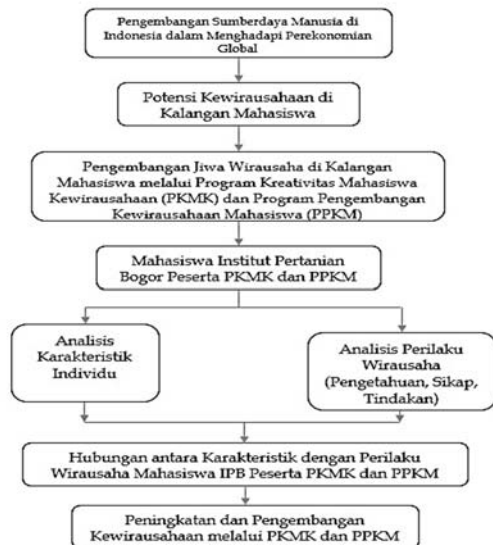 Pengembangan Sumberdaya Manusia di
Indonesia dalam Menghadapi Perekonomian
Global
Potensi Kewirausahaan di
Kalangan Mahasiswa
Pengembangan Jiwa Wirausaha di Kalangan
Mahasiswa melalui Program Kreativitas Mahasiswa
Kewirausahaan (PKMK) dan Program Pengembangan
Kewirausahaan Mahasiswa (PPKM)
Mahasiswa Institut Pertanian
Bogor Peserta PKMK dan PPKM
Analisis
Karakteristik
Individu
Analisis Perilaku
Wirausaha
(Pengetahuan, Sikap,
Tindakan)
Hubungan antara Karakteristik dengan Perilaku
Wirausaha Mahasiswa IPB Peserta PKMK dan PPKM
Peningkatan dan Pengembangan
Kewirausahaan melalui PKMK dan PPKM